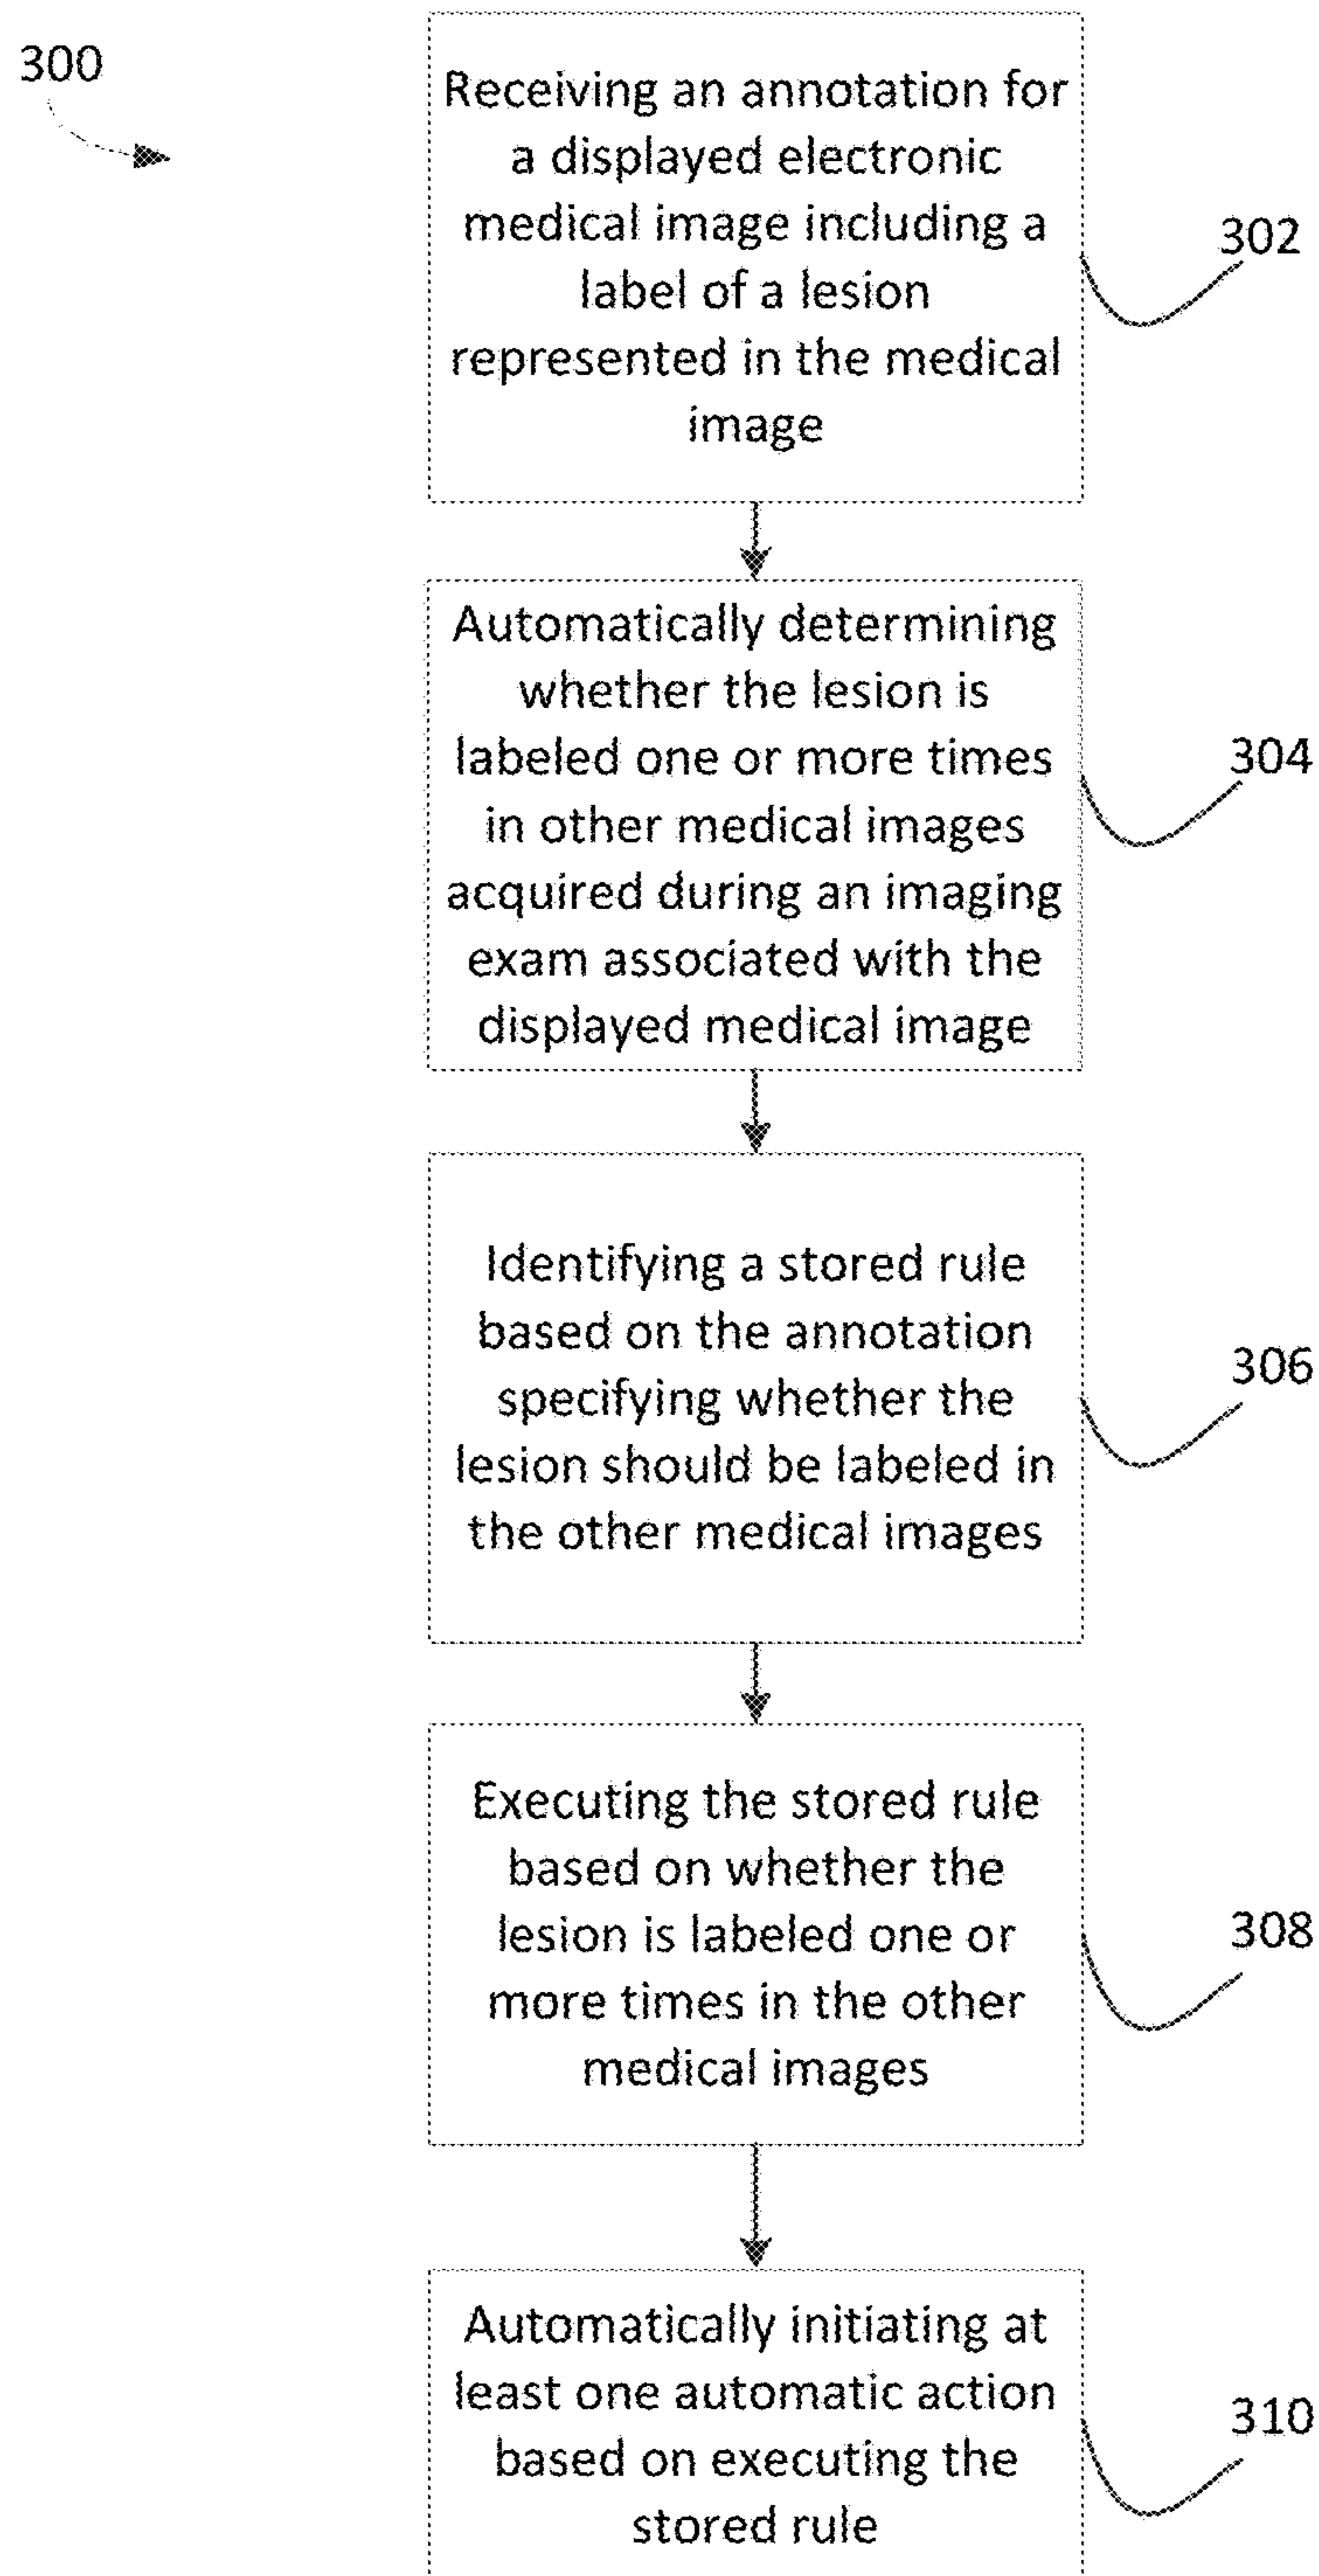 300
Receiving an annotation for
a displayed electronic
medical image including a
label of a lesion
represented in the medical
image
302
Automatically determining
whether the lesion is
labeled one or more times
in other medical images
acquired during an imaging
exam associated with the
displayed medical image
304
Identifying a stored rule
based on the annotation
specifying whether the
lesion should be labeled in
the other medical images
306
Executing the stored rule
based on whether the
lesion is labeled one or
more times in the other
medical images
308
Automatically initiating at
least one automatic action
based on executing the
stored rule
310